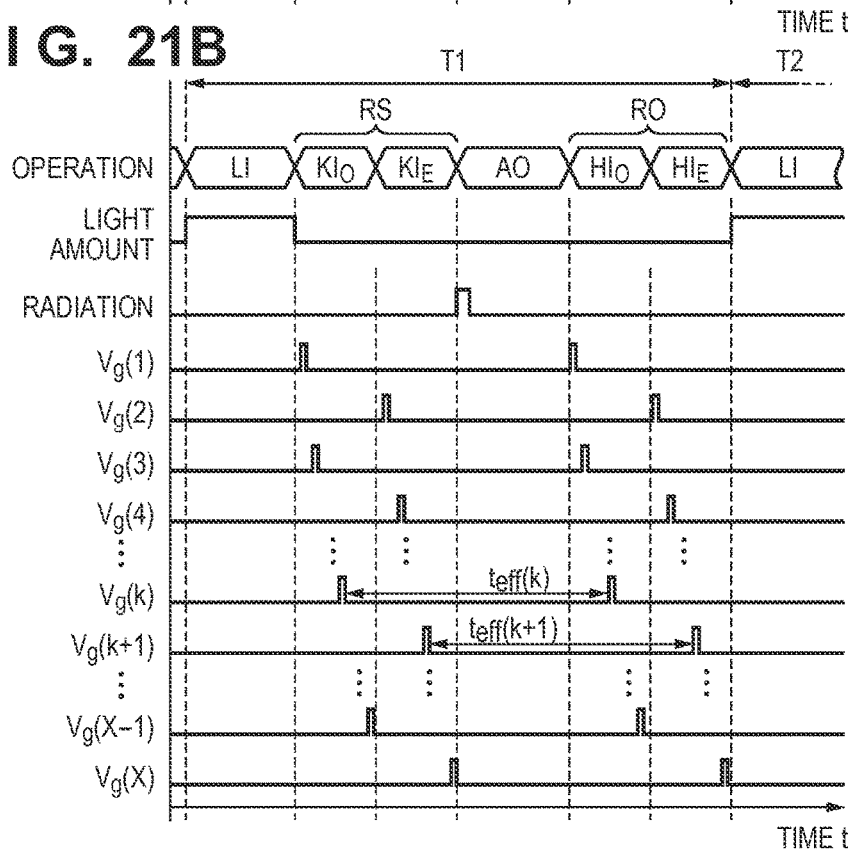 TIME t
I G. 21B
T1 T2
RS RO
OPERATION LI KIO KIE AO HIO HIE LI
LIGHT
AMOUNT
RADIATION
Vg(1)
Vg(2)
Vg(3)
Vg(4)
Vg(k) teff(k)
Vg(k+1) teff(k+1)
Vg(X–1)
Vg(X)
TIME t